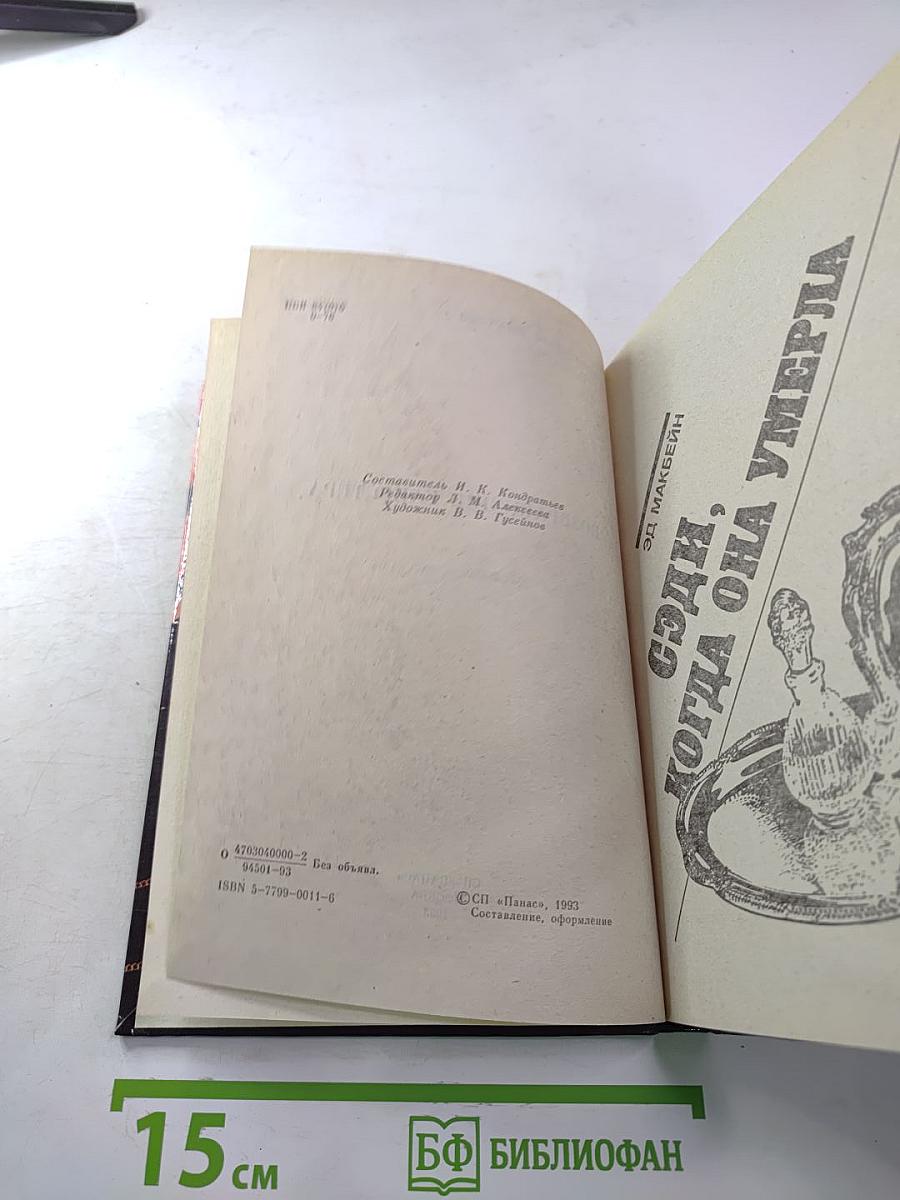 Составитель И. К. Кондратьев
Редактор Л. М. Алексеева
Художник В. В. Гусейнов
О 4703040000-2
94501-93
Без объявл.
ISBN 5-7799-0011-6
© СП «Панас», 1993
Составление, оформление
ЭД МАКБЕЙН
СЭДИ,
КОГДА ОНА УМЕРЛА
15 см
БФ БИБЛИОФАН